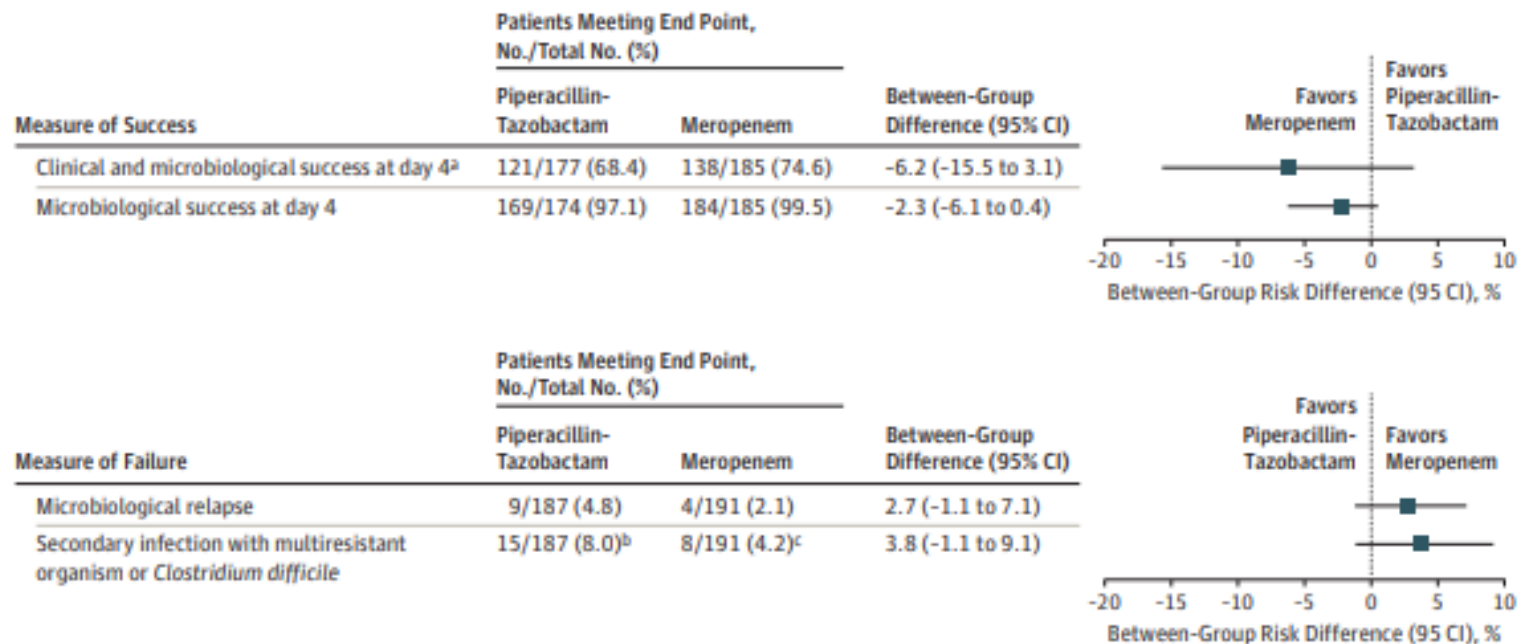 Patients Meeting End Point,
No./Total No. (%)
Favors
Piperacillin- Between-Group Favors Piperacillin-
Measure of Success Tazobactam Meropenem Difference (95% CI) Meropenem Tazobactam
Clinical and microbiological success at day 4ᵃ 121/177 (68.4) 138/185 (74.6) -6.2 (-15.5 to 3.1)
Microbiological success at day 4 169/174 (97.1) 184/185 (99.5) -2.3 (-6.1 to 0.4)
-20 -15 -10 -5 0 5 10
Between-Group Risk Difference (95 CI), %
Patients Meeting End Point,
No./Total No. (%)
Favors
Piperacillin- Between-Group Piperacillin- Favors
Measure of Failure Tazobactam Meropenem Difference (95% CI) Tazobactam Meropenem
Microbiological relapse 9/187 (4.8) 4/191 (2.1) 2.7 (-1.1 to 7.1)
Secondary infection with multiresistant 15/187 (8.0)ᵇ 8/191 (4.2)ᶜ 3.8 (-1.1 to 9.1)
organism or Clostridium difficile
-20 -15 -10 -5 0 5 10
Between-Group Risk Difference (95 CI), %